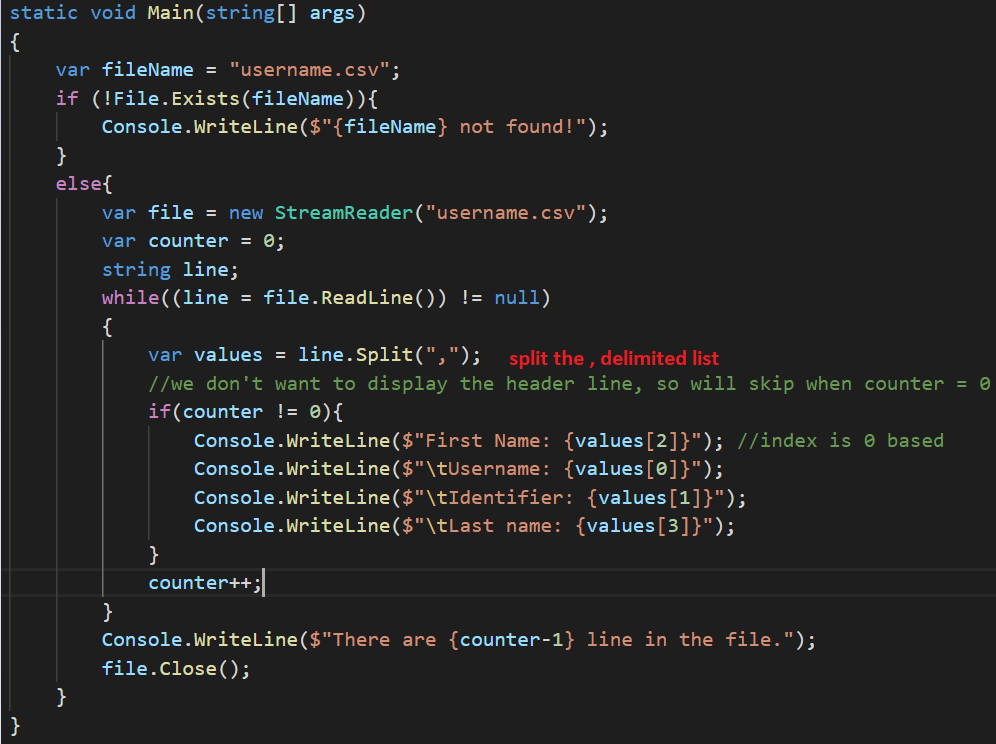 static void Main(string[] args)
{
    var fileName = "username.csv";
    if (!File.Exists(fileName)){
        Console.WriteLine($"{fileName} not found!");
    }
    else{
        var file = new StreamReader("username.csv");
        var counter = 0;
        string line;
        while((line = file.ReadLine()) != null)
        {
            var values = line.Split(","); split the , delimited list
            //we don't want to display the header line, so will skip when counter = 0
            if(counter != 0){
                Console.WriteLine($"First Name: {values[2]}"); //index is 0 based
                Console.WriteLine($"\tUsername: {values[0]}");
                Console.WriteLine($"\tIdentifier: {values[1]}");
                Console.WriteLine($"\tLast name: {values[3]}");
            }
            counter++;
        }
        Console.WriteLine($"There are {counter-1} line in the file.");
        file.Close();
    }
}